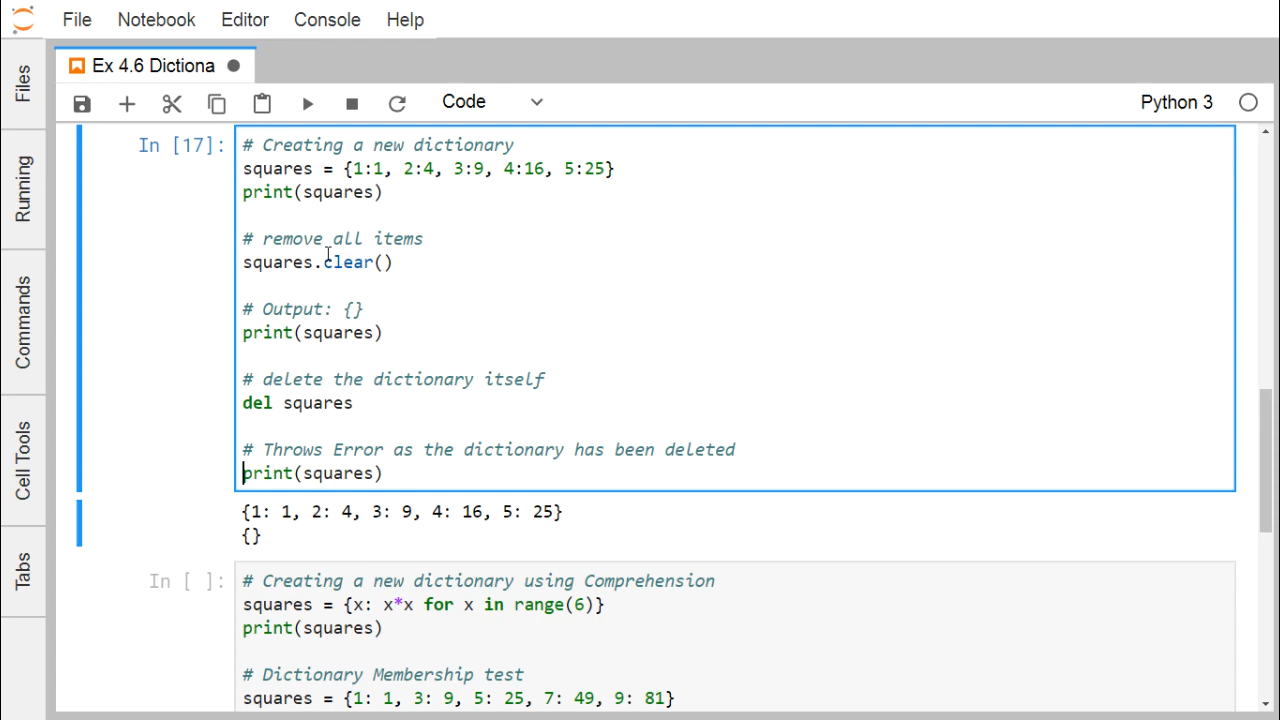 File Notebook Editor Console Help
Ex 4.6 Dictiona
Code Python 3
Files
Running
Commands
Cell Tools
Tabs
In [17]:
# Creating a new dictionary
squares = {1:1, 2:4, 3:9, 4:16, 5:25}
print(squares)
# remove all items
squares.clear()
# Output: {}
print(squares)
# delete the dictionary itself
del squares
# Throws Error as the dictionary has been deleted
print(squares)
{1: 1, 2: 4, 3: 9, 4: 16, 5: 25}
{}
In [ ]:
# Creating a new dictionary using Comprehension
squares = {x: x*x for x in range(6)}
print(squares)
# Dictionary Membership test
squares = {1: 1, 3: 9, 5: 25, 7: 49, 9: 81}